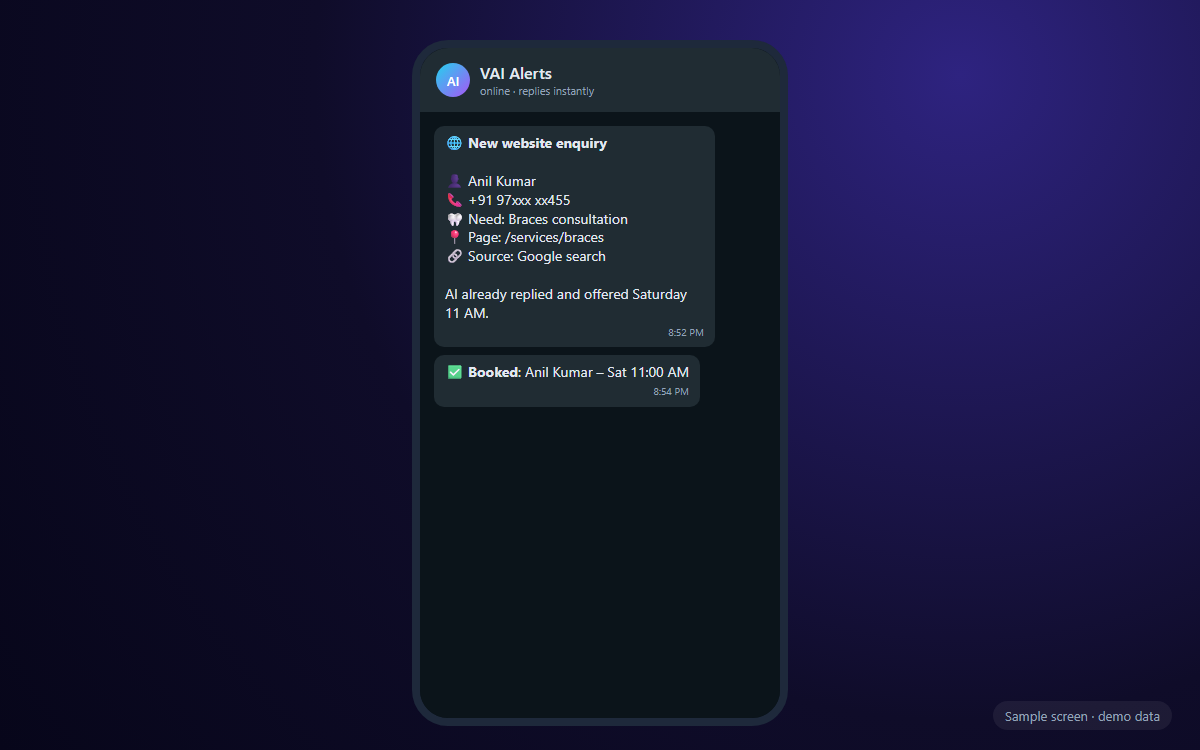 AI
VAI Alerts
online · replies instantly
🌐 New website enquiry
👤 Anil Kumar
📞 +91 97xxx xx455
🦷 Need: Braces consultation
📍 Page: /services/braces
🔗 Source: Google search
AI already replied and offered Saturday
11 AM.
8:52 PM
✅ Booked: Anil Kumar – Sat 11:00 AM
8:54 PM
Sample screen · demo data